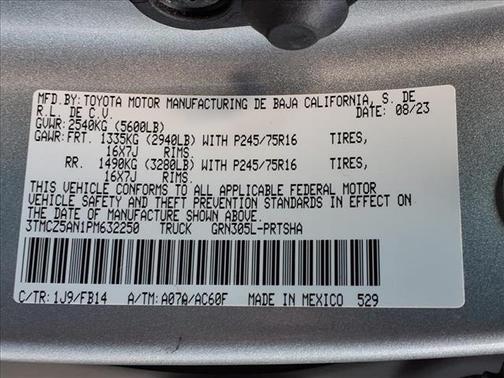 MFD.BY: TOYOTA MOTOR MANUFACTURING DE BAJA CALIFORNIA, S. DE
R.L. DE C.V. DATE: 08/23
GVWR: 2540KG (5600LB)
GAWR: FRT. 1335KG (2940LB) WITH P245/75R16 TIRES,
16X7J RIMS.
RR. 1490KG (3280LB) WITH P245/75R16 TIRES,
16X7J RIMS.
THIS VEHICLE CONFORMS TO ALL APPLICABLE FEDERAL MOTOR
VEHICLE SAFETY AND THEFT PREVENTION STANDARDS IN EFFECT ON
THE DATE OF MANUFACTURE SHOWN ABOVE.
3TMCZ5AN1PM632250 TRUCK GRN305L-PRTSHA
C/TR: 1J9/FB14 A/TM: A07A/AC60F MADE IN MEXICO 529